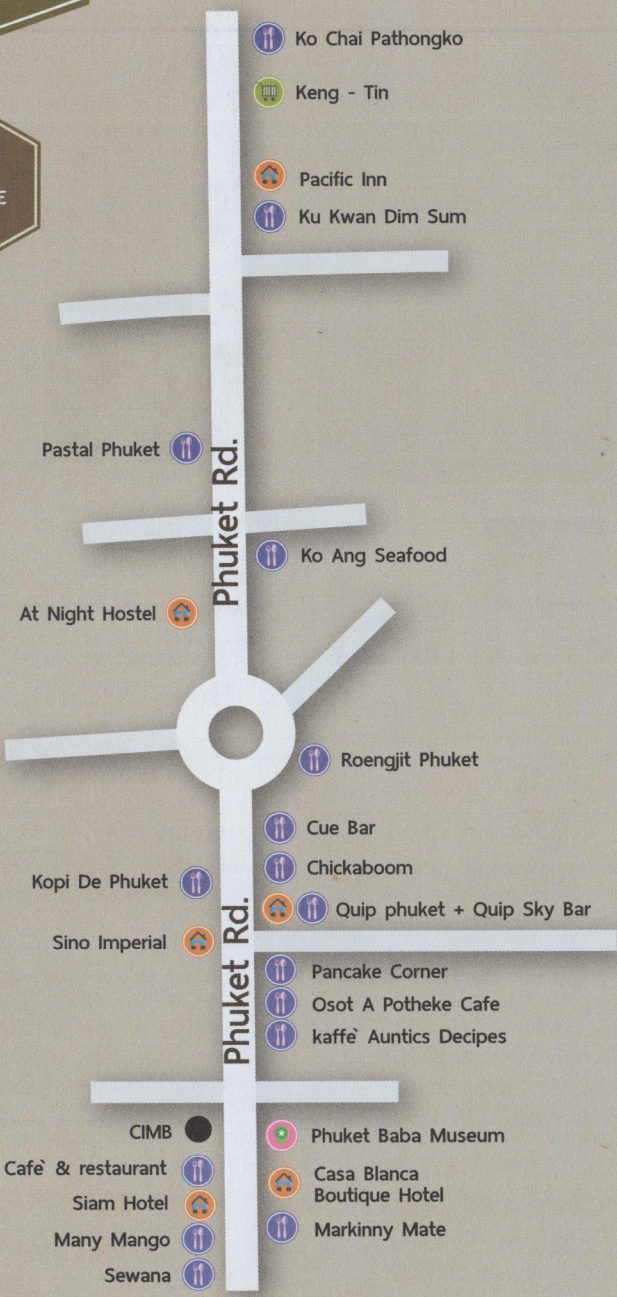 Ko Chai Pathongko
Keng - Tin
E
Pacific Inn
Ku Kwan Dim Sum
Pastal Phuket
Phuket Rd.
Ko Ang Seafood
At Night Hostel
Roengjit Phuket
Cue Bar
Chickaboom
Kopi De Phuket
Quip phuket + Quip Sky Bar
Sino Imperial
Phuket Rd.
Pancake Corner
Osot A Potheke Cafe
kaffè Auntics Decipes
CIMB
Phuket Baba Museum
Cafè & restaurant
Casa Blanca
Boutique Hotel
Siam Hotel
Markinny Mate
Many Mango
Sewana